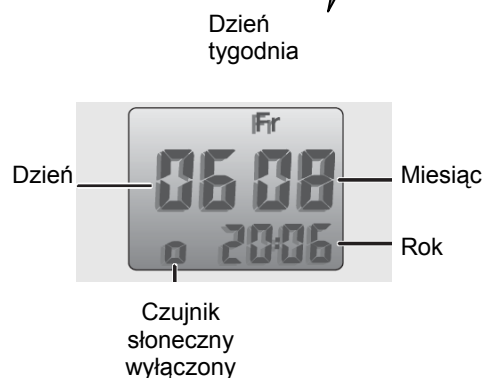 Dzień
tygodnia
Fr
Dzień
06 08
Miesiąc
20:06
Rok
o
Czujnik
słoneczny
wyłączony